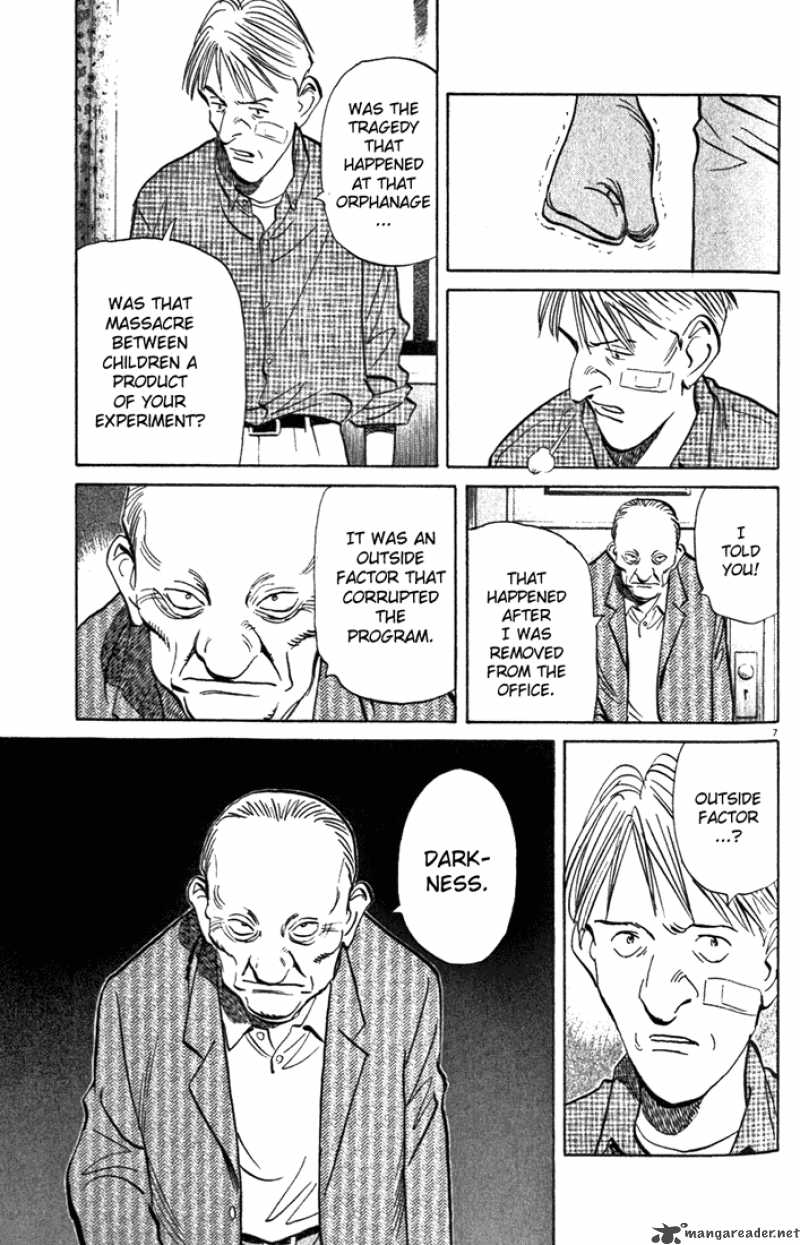 WAS THE
TRAGEDY
THAT
HAPPENED
AT THAT
ORPHANAGE
...
WAS THAT
MASSACRE
BETWEEN
CHILDREN A
PRODUCT
OF YOUR
EXPERIMENT?
I
TOLD
YOU!
THAT
HAPPENED
AFTER
I WAS
REMOVED
FROM THE
OFFICE.
IT WAS AN
OUTSIDE
FACTOR THAT
CORRUPTED
THE
PROGRAM.
7
OUTSIDE
FACTOR
...?
DARK-
NESS.
mangareader.net